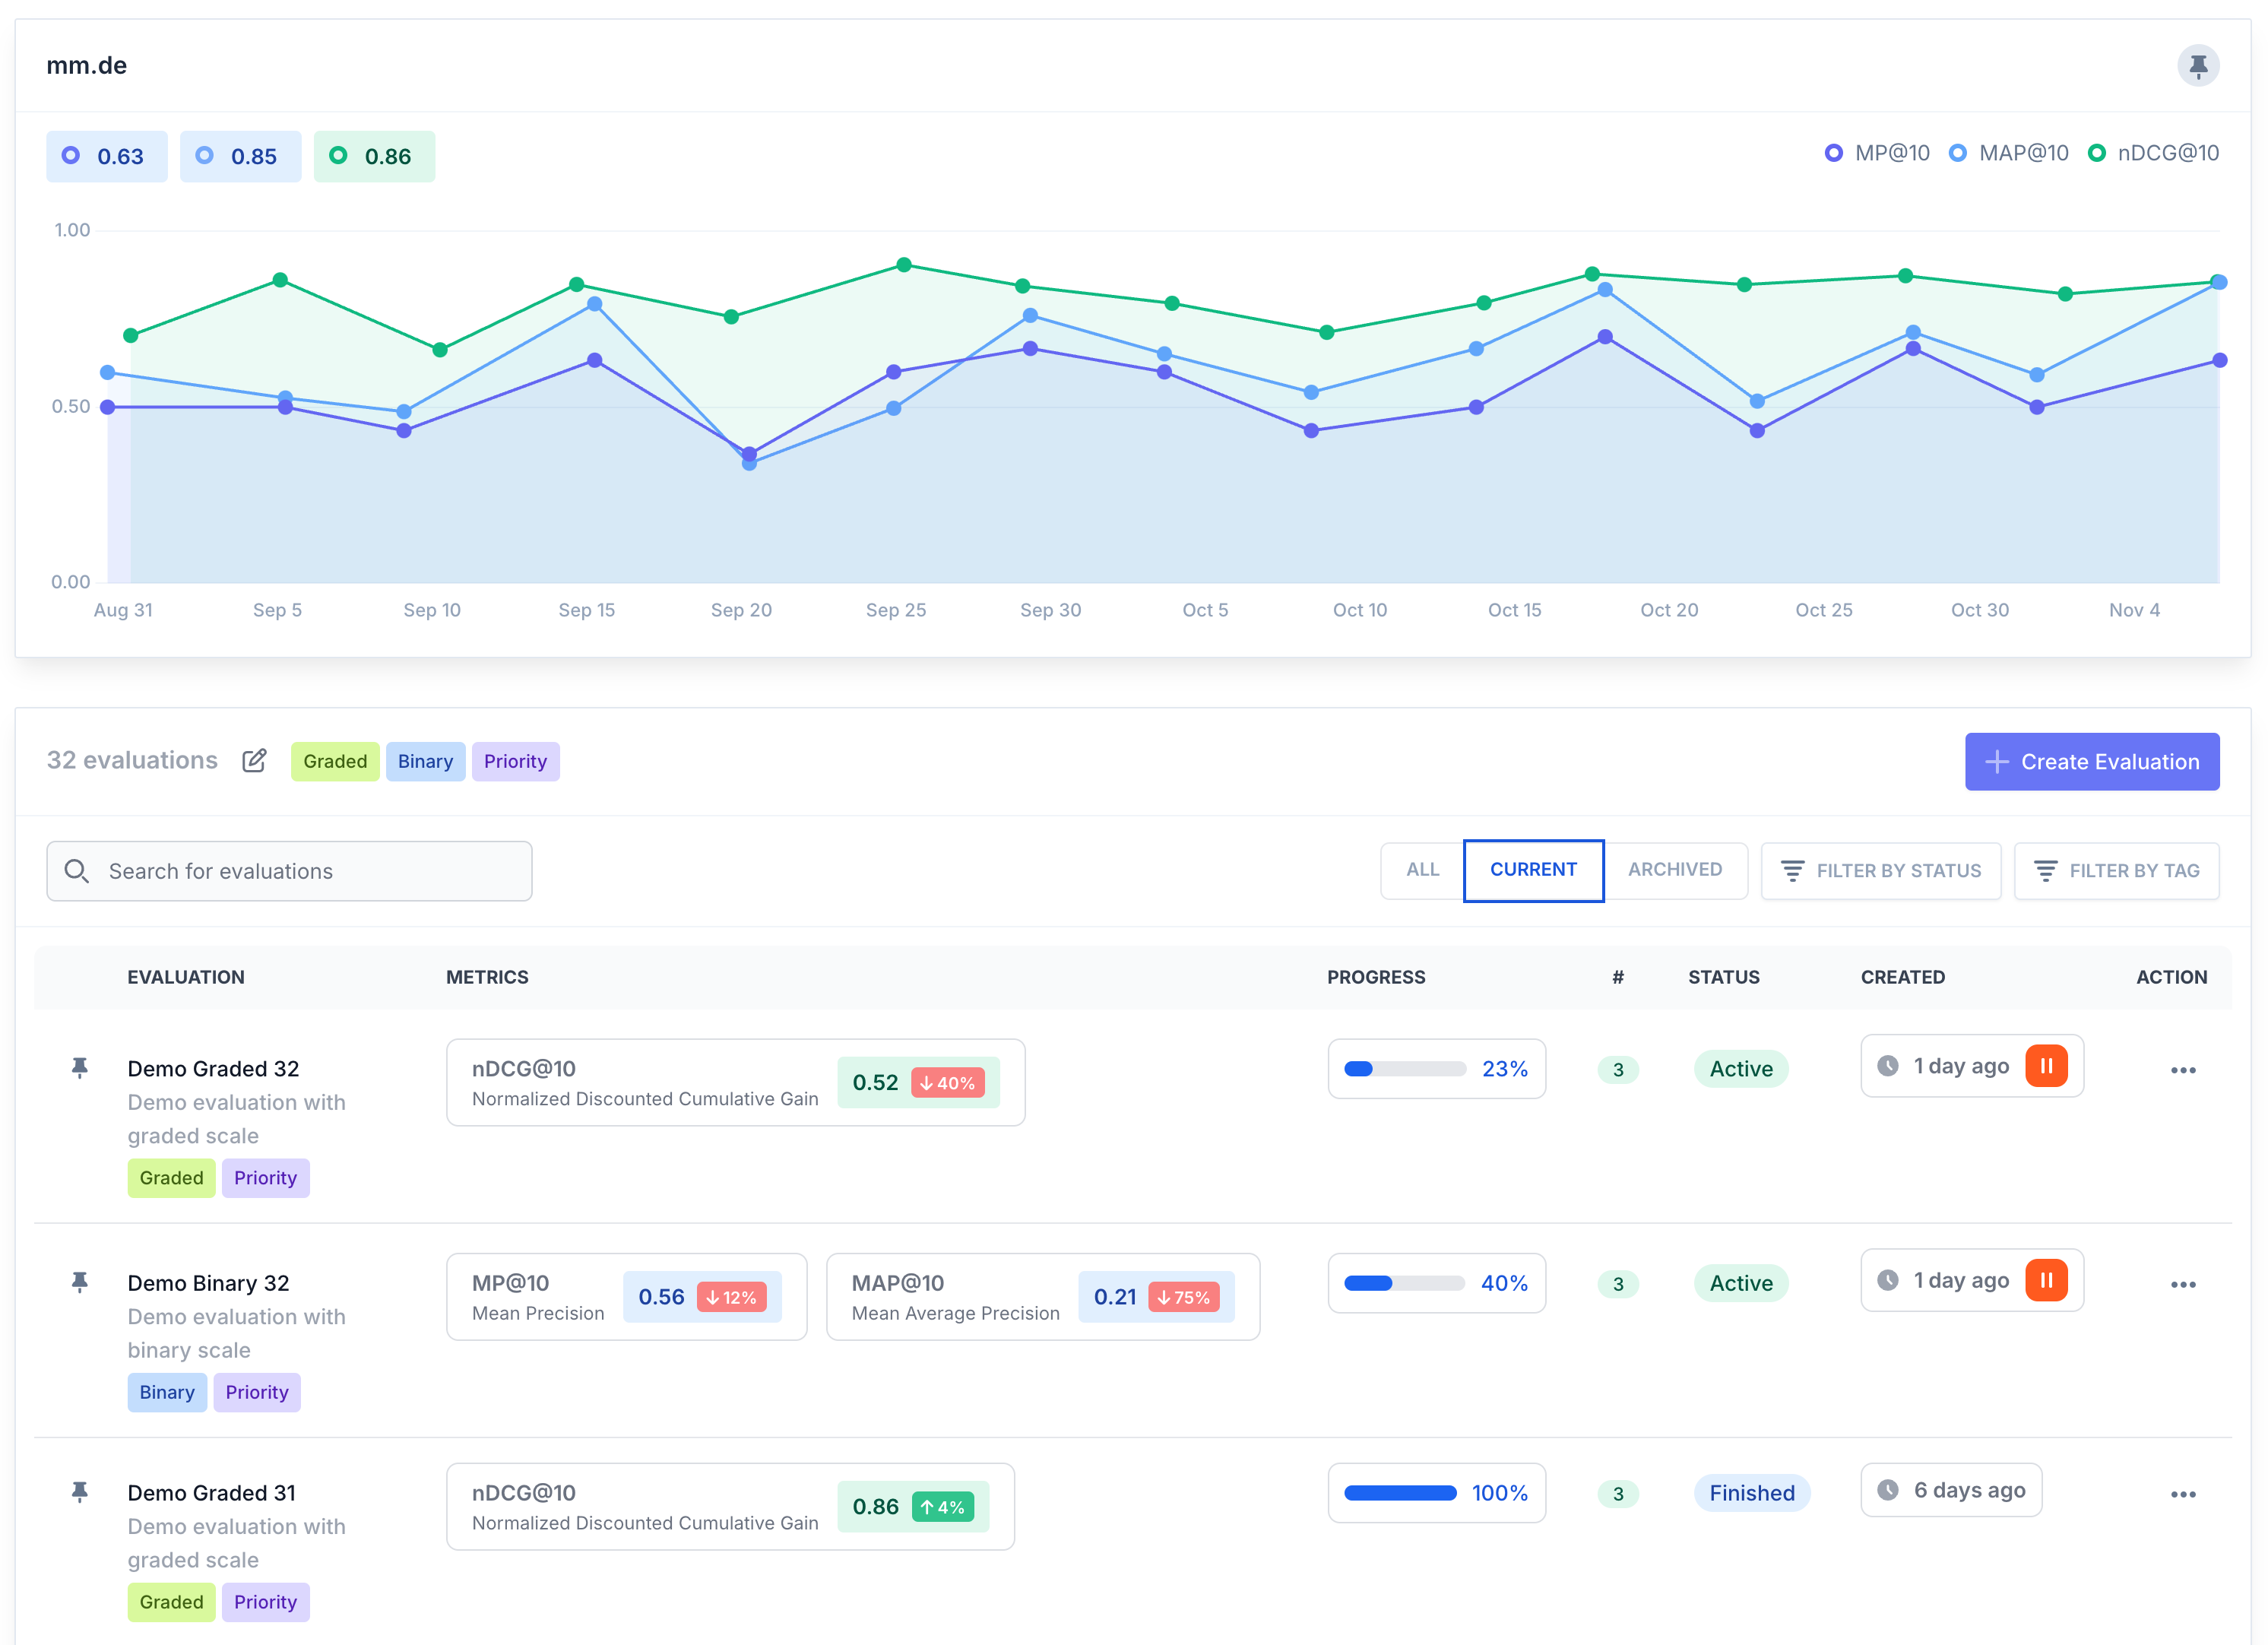 mm.de
0.63 0.85 0.86
MP@10 MAP@10 nDCG@10
1.00
0.50
0.00
Aug 31 Sep 5 Sep 10 Sep 15 Sep 20 Sep 25 Sep 30 Oct 5 Oct 10 Oct 15 Oct 20 Oct 25 Oct 30 Nov 4
32 evaluations Graded Binary Priority
Create Evaluation
Search for evaluations
ALL CURRENT ARCHIVED FILTER BY STATUS FILTER BY TAG
EVALUATION METRICS PROGRESS # STATUS CREATED ACTION
Demo Graded 32
Demo evaluation with
graded scale
Graded Priority
nDCG@10
Normalized Discounted Cumulative Gain
0.52 ↓40%
23%
3
Active
1 day ago
Demo Binary 32
Demo evaluation with
binary scale
Binary Priority
MP@10
Mean Precision
0.56 ↓12%
MAP@10
Mean Average Precision
0.21 ↓75%
40%
3
Active
1 day ago
Demo Graded 31
Demo evaluation with
graded scale
Graded Priority
nDCG@10
Normalized Discounted Cumulative Gain
0.86 ↑4%
100%
3
Finished
6 days ago